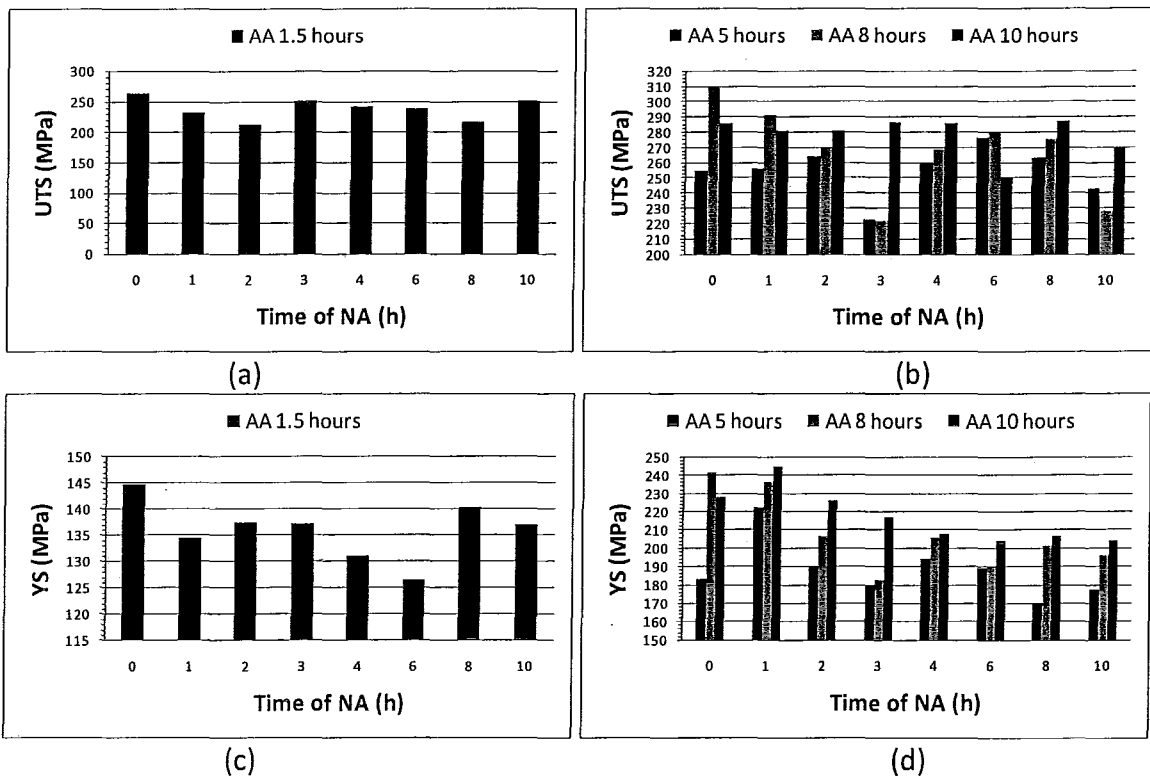 AA 1.5 hours
UTS (MPa)
300
250
200
150
100
50
0
0 1 2 3 4 6 8 10
Time of NA (h)
(a)
AA 5 hours AA 8 hours AA 10 hours
UTS (MPa)
320
310
300
290
280
270
260
250
240
230
220
210
200
0 1 2 3 4 6 8 10
Time of NA (h)
(b)
AA 1.5 hours
YS (MPa)
150
145
140
135
130
125
120
115
0 1 2 3 4 6 8 10
Time of NA (h)
(c)
AA 5 hours AA 8 hours AA 10 hours
YS (MPa)
250
240
230
220
210
200
190
180
170
160
150
0 1 2 3 4 6 8 10
Time of NA (h)
(d)